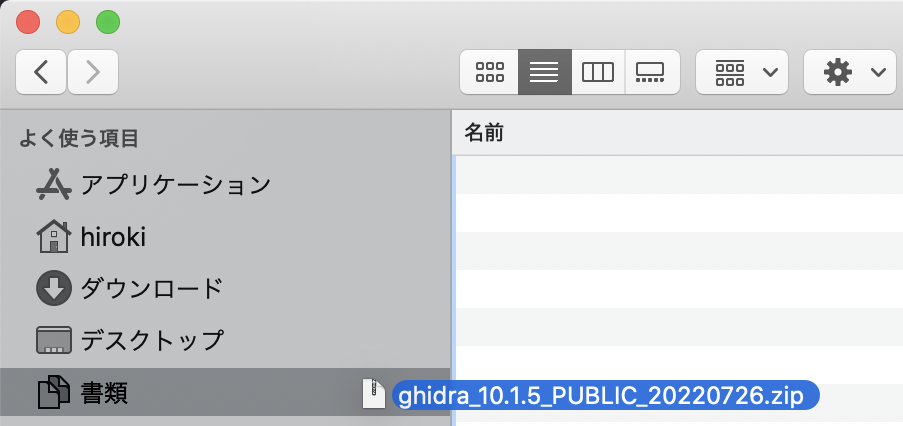 よく使う項目
名前
アプリケーション
hiroki
ダウンロード
デスクトップ
書類
ghidra_10.1.5_PUBLIC_20220726.zip